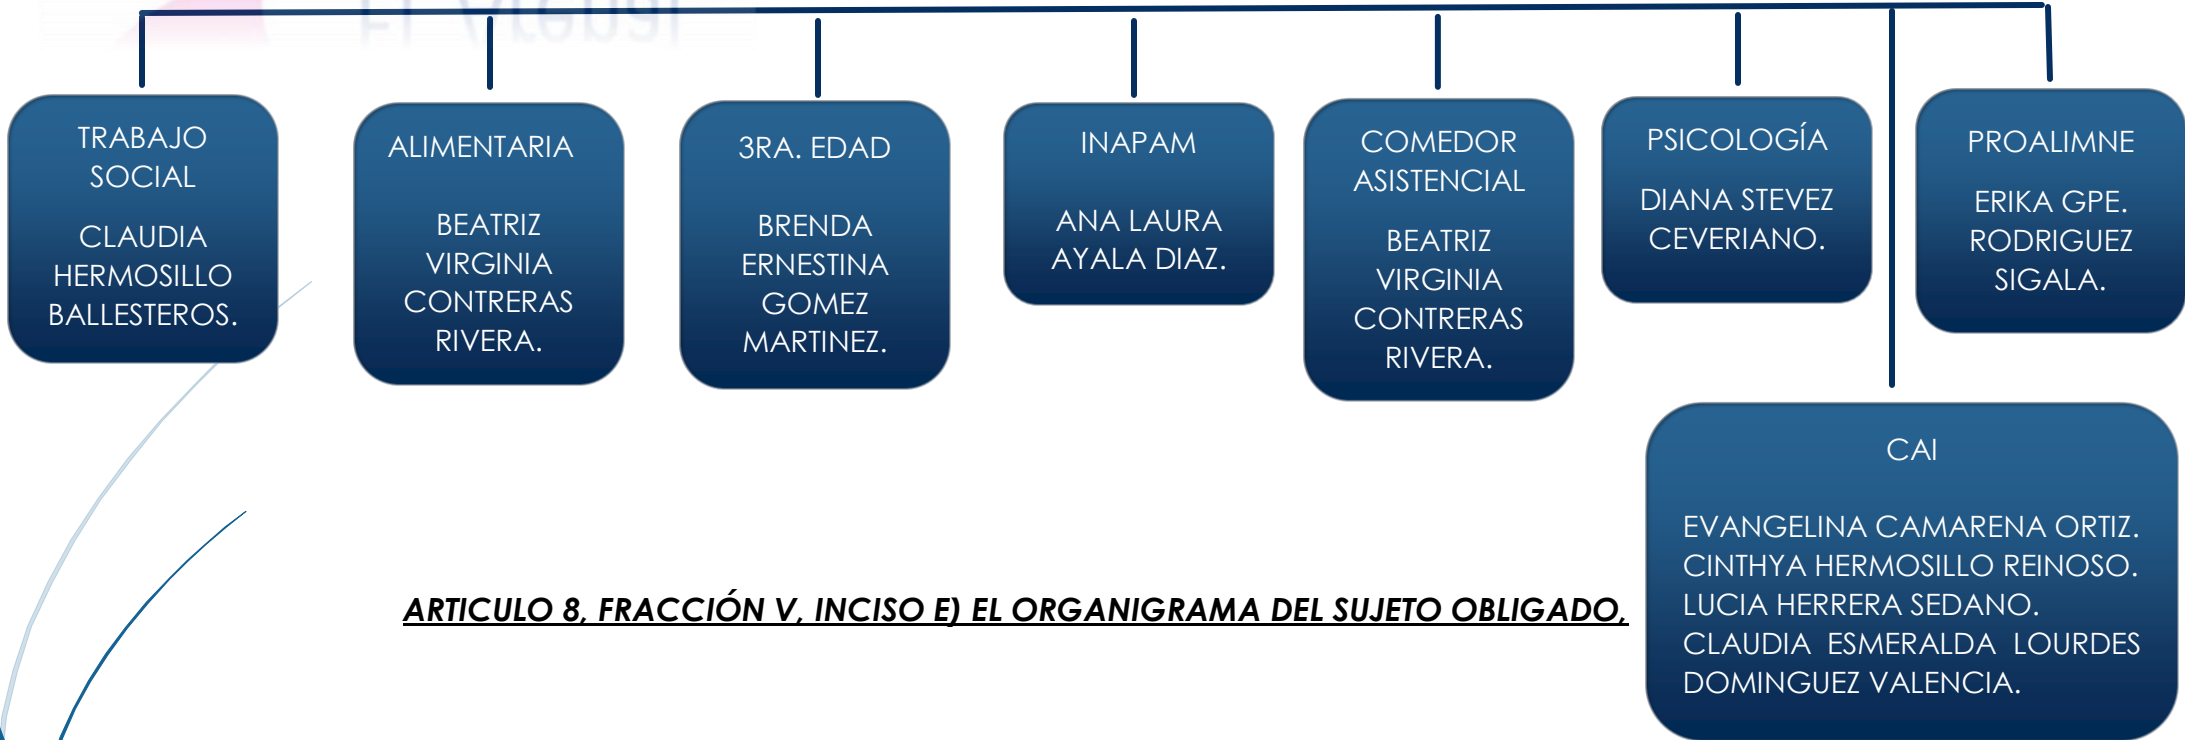 El Arenal
TRABAJO
SOCIAL
CLAUDIA
HERMOSILLO
BALLESTEROS.
ALIMENTARIA
BEATRIZ
VIRGINIA
CONTRERAS
RIVERA.
3RA. EDAD
BRENDA
ERNESTINA
GOMEZ
MARTINEZ.
INAPAM
ANA LAURA
AYALA DIAZ.
COMEDOR
ASISTENCIAL
BEATRIZ
VIRGINIA
CONTRERAS
RIVERA.
PSICOLOGÍA
DIANA STEVEZ
CEVERIANO.
PROALIMNE
ERIKA GPE.
RODRIGUEZ
SIGALA.
CAI
EVANGELINA CAMARENA ORTIZ.
CINTHYA HERMOSILLO REINOSO.
LUCIA HERRERA SEDANO.
CLAUDIA ESMERALDA LOURDES
DOMINGUEZ VALENCIA.
ARTICULO 8, FRACCIÓN V, INCISO E) EL ORGANIGRAMA DEL SUJETO OBLIGADO,